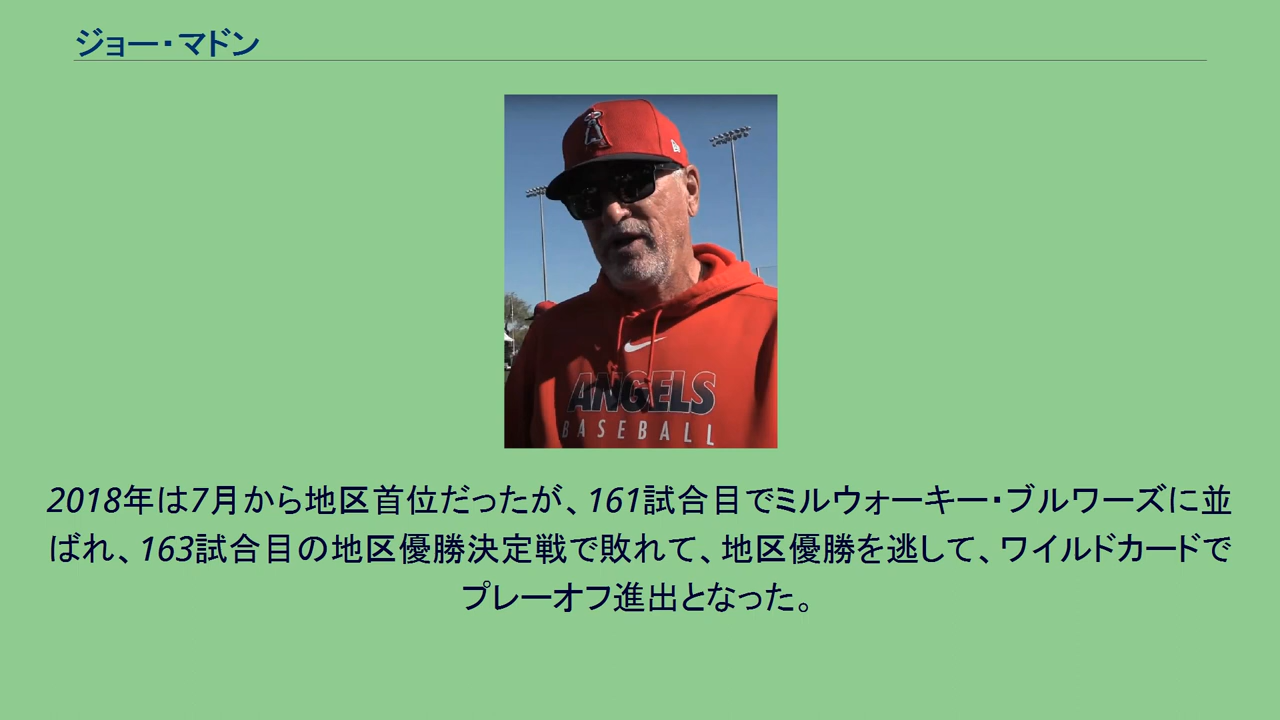 ジョー・マドン
ANGELS
BASEBALL
2018年は7月から地区首位だったが、161試合目でミルウォーキー・ブルワーズに並
ばれ、163試合目の地区優勝決定戦で敗れて、地区優勝を逃して、ワイルドカードで
プレーオフ進出となった。